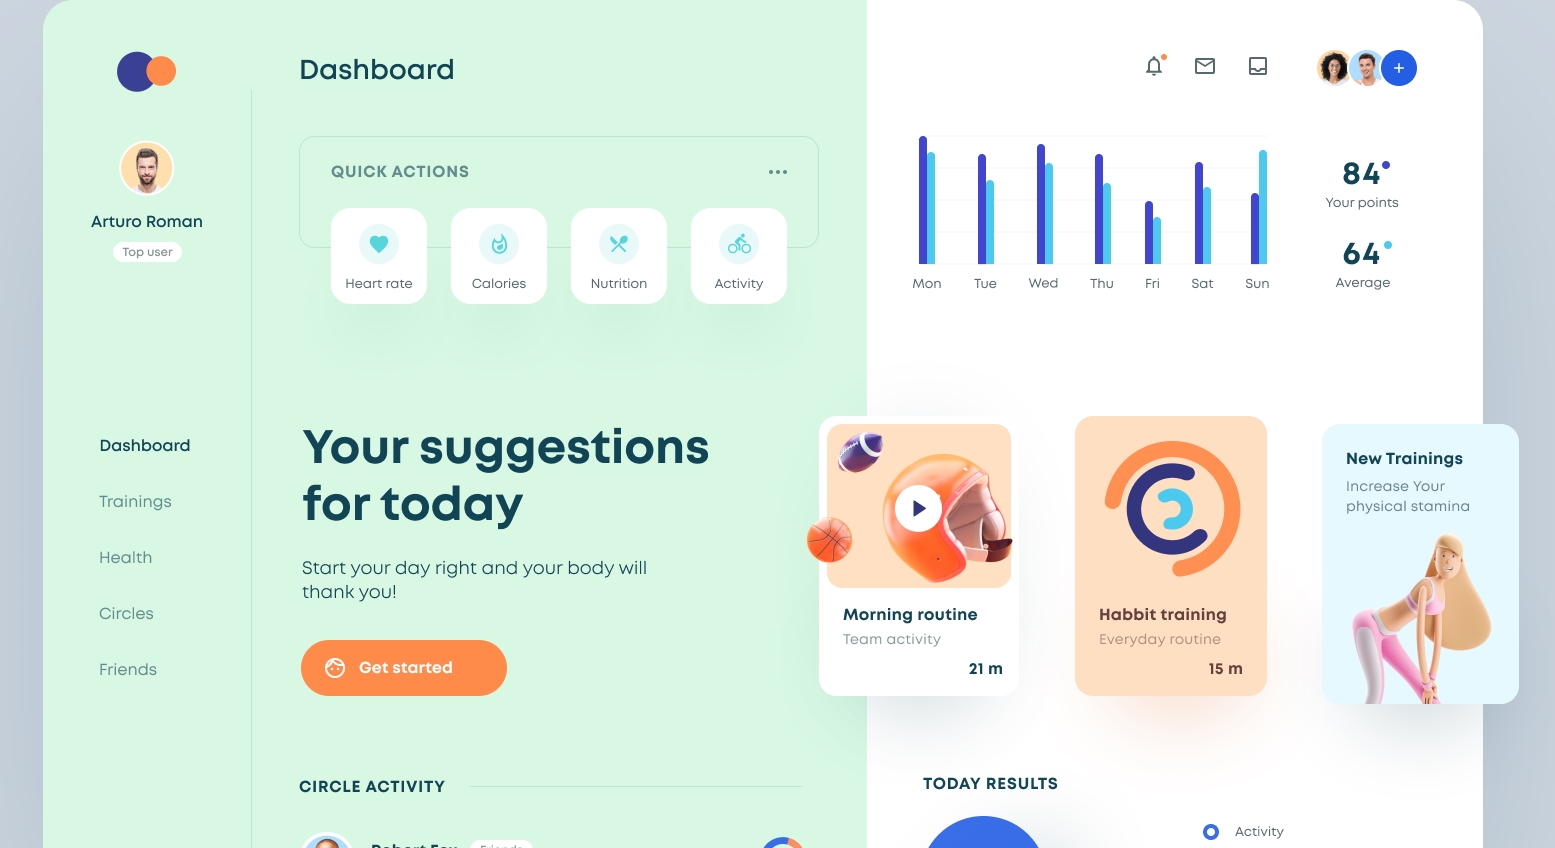 Dashboard
Arturo Roman
Top user
QUICK ACTIONS
Heart rate
Calories
Nutrition
Activity
Mon
Tue
Wed
Thu
Fri
Sat
Sun
84
Your points
64
Average
Dashboard
Trainings
Health
Circles
Friends
Your suggestions
for today
Start your day right and your body will
thank you!
Get started
Morning routine
Team activity
21 m
Habbit training
Everyday routine
15 m
New Trainings
Increase Your
physical stamina
CIRCLE ACTIVITY
Robert Fox
Friends
TODAY RESULTS
Activity